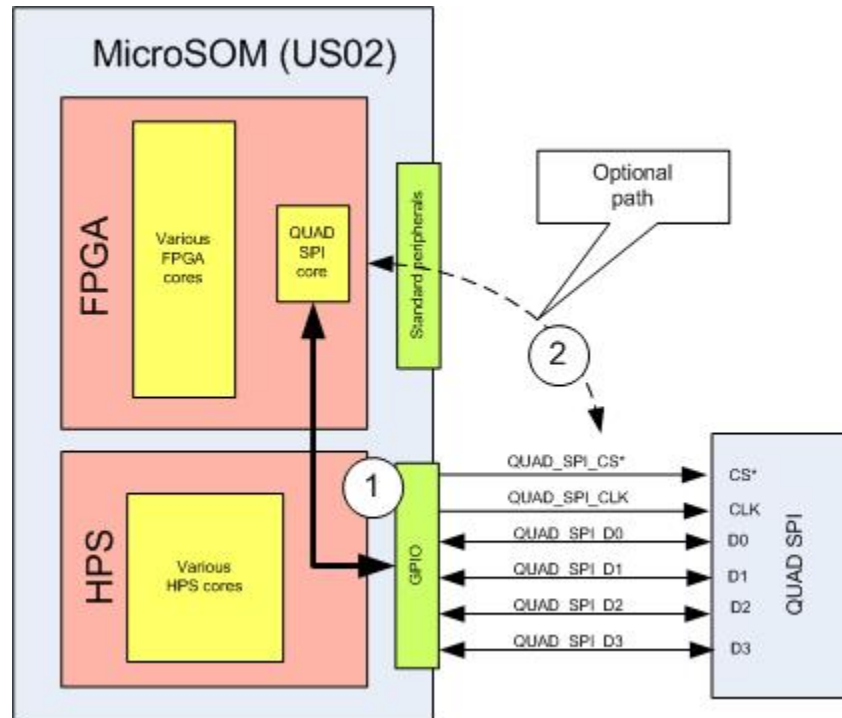 MicroSOM (US02)
FPGA
Various
FPGA
cores
QUAD
SPI
core
Standard peripherals
Optional
path
2
HPS
Various
HPS cores
1
GPIO
QUAD_SPI_CS*
QUAD_SPI_CLK
QUAD_SPI_D0
QUAD_SPI_D1
QUAD_SPI_D2
QUAD_SPI_D3
CS*
CLK
D0
D1
D2
D3
QUAD SPI